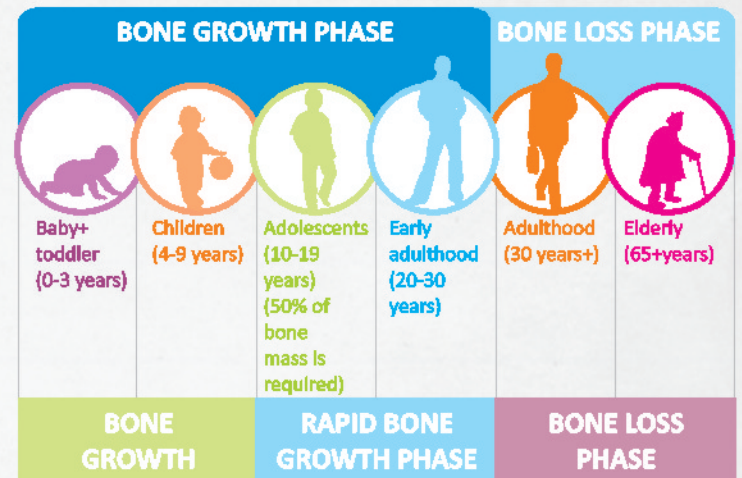 BONE GROWTH PHASE
BONE LOSS PHASE
Baby+
toddler
(0-3 years)
Children
(4-9 years)
Adolescents
(10-19
years)
(50% of
bone
mass is
required)
Early
adulthood
(20-30
years)
Adulthood
(30 years+)
Elderly
(65+years)
BONE
GROWTH
RAPID BONE
GROWTH PHASE
BONE LOSS
PHASE